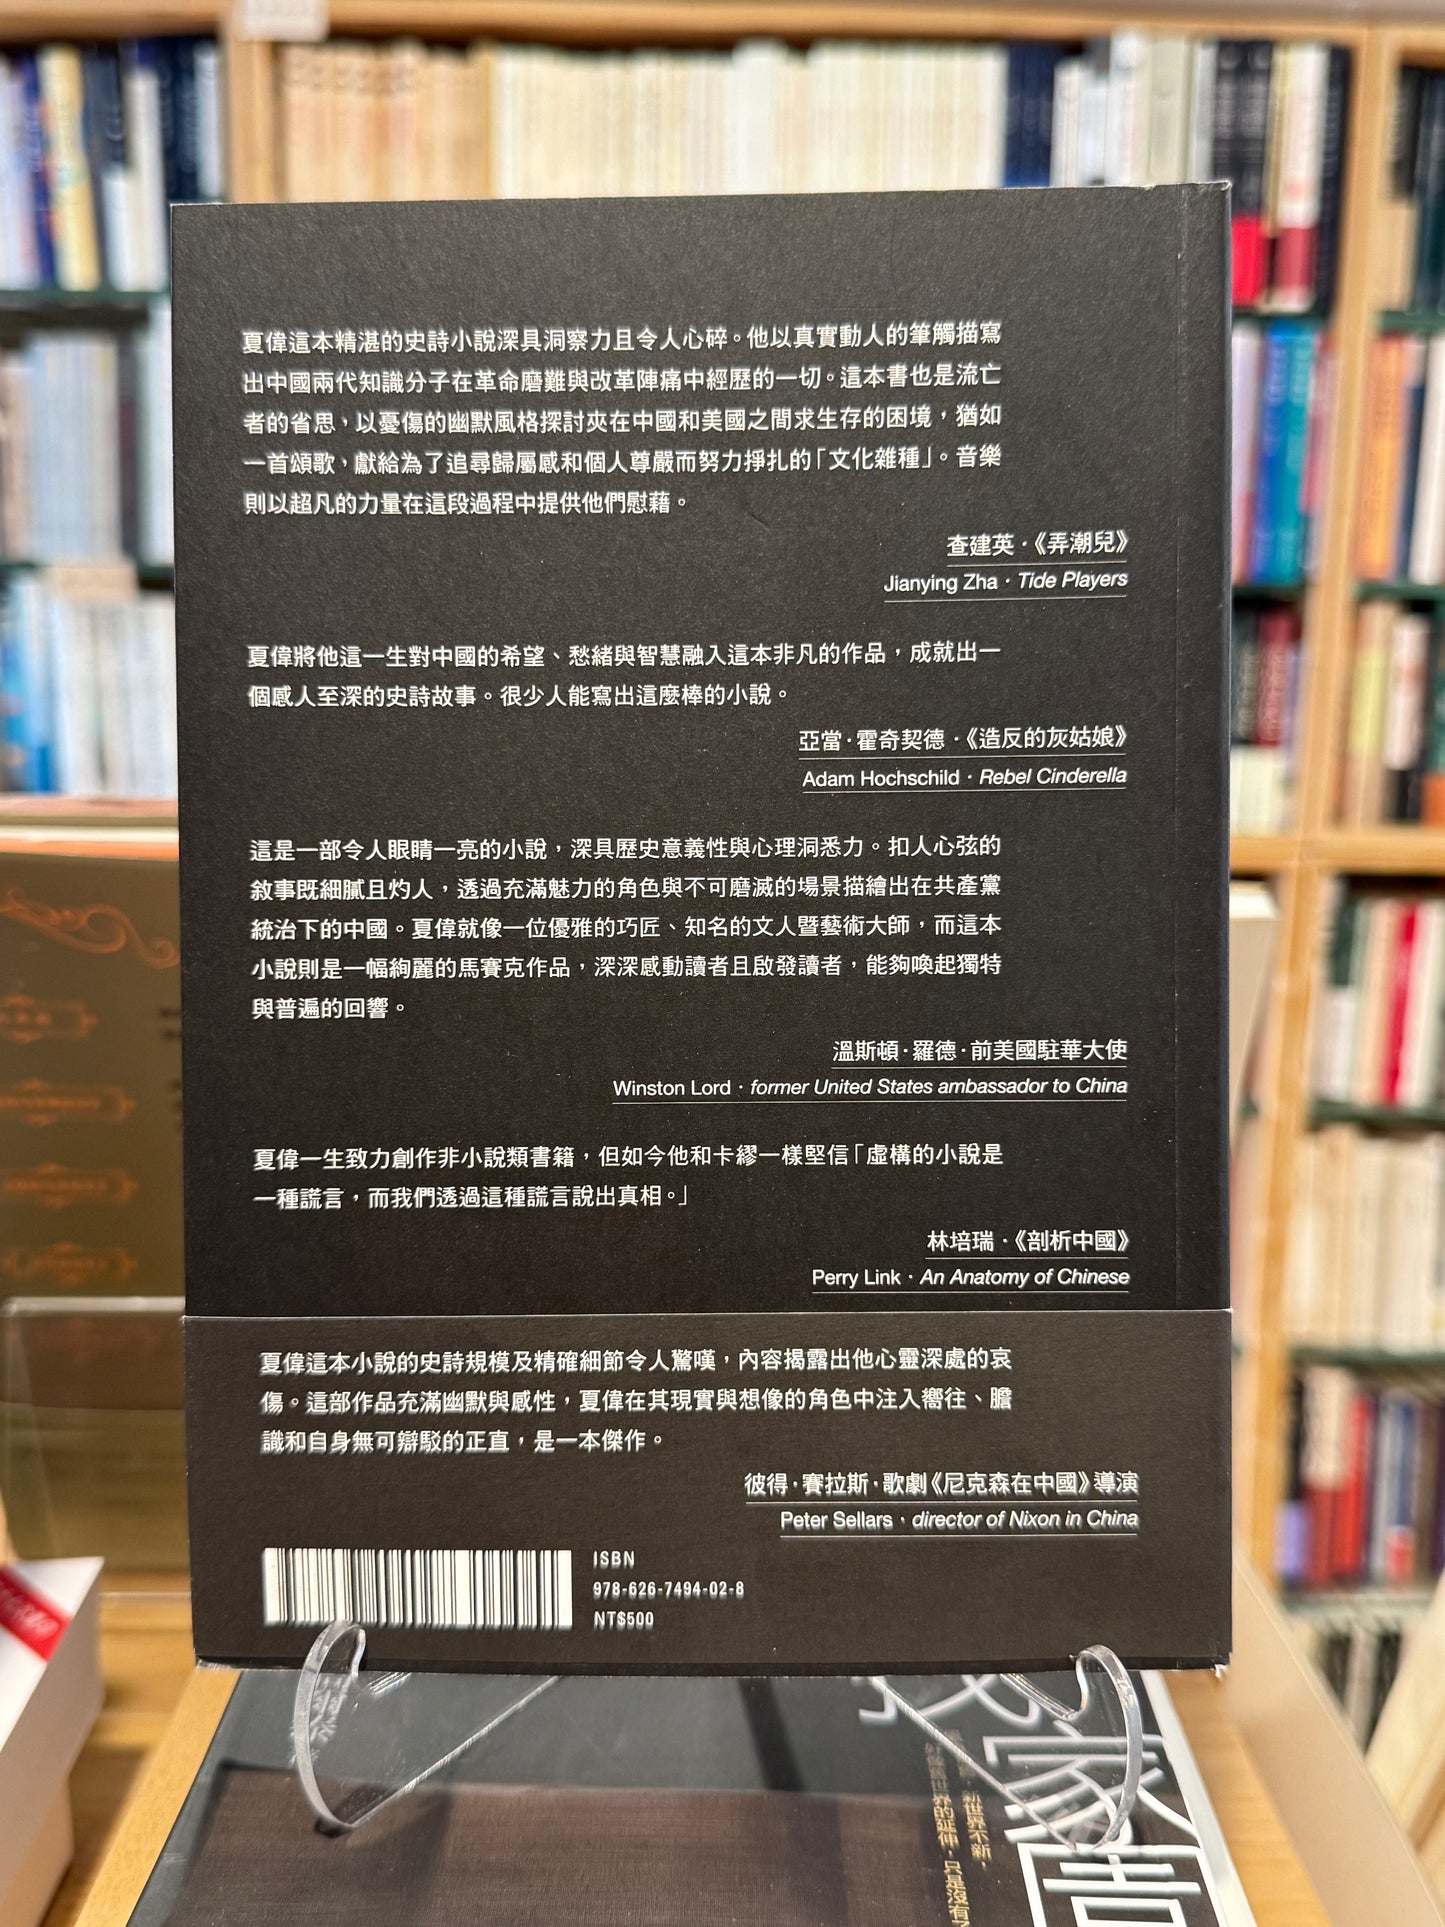 夏偉這本精湛的史詩小說深具洞察力且令人心碎。他以真實動人的筆觸描寫
出中國兩代知識分子在革命磨難與改革陣痛中經歷的一切。這本書也是流亡
者的省思，以憂傷的幽默風格探討夾在中國和美國之間求生存的困境，猶如
一首頌歌，獻給為了追尋歸屬感和個人尊嚴而努力掙扎的「文化雜種」。音樂
則以超凡的力量在這段過程中提供他們慰藉。
查建英·《弄潮兒》
Jianying Zha · Tide Players
夏偉將他這一生對中國的希望、愁緒與智慧融入這本非凡的作品，成就出一
個感人至深的史詩故事。很少人能寫出這麼棒的小說。
亞當·霍奇契德·《造反的灰姑娘》
Adam Hochschild · Rebel Cinderella
這是一部令人眼睛一亮的小說，深具歷史意義性與心理洞悉力。扣人心弦的
敘事既細膩且灼人，透過充滿魅力的角色與不可磨滅的場景描繪出在共產黨
統治下的中國。夏偉就像一位優雅的巧匠、知名的文人暨藝術大師，而這本
小說則是一幅絢麗的馬賽克作品，深深感動讀者且啟發讀者，能夠喚起獨特
與普遍的回響。
溫斯頓·羅德·前美國駐華大使
Winston Lord · former United States ambassador to China
夏偉一生致力創作非小說類書籍，但如今他和卡繆一樣堅信「虛構的小說是
一種謊言，而我們透過這種謊言說出真相。」
林培瑞·《剖析中國》
Perry Link · An Anatomy of Chinese
夏偉這本小說的史詩規模及精確細節令人驚嘆，內容揭露出他心靈深處的哀
傷。這部作品充滿幽默與感性，夏偉在其現實與想像的角色中注入嚮往、膽
識和自身無可辯駁的正直，是一本傑作。
彼得·賽拉斯·歌劇《尼克森在中國》導演
Peter Sellars · director of Nixon in China
ISBN
978-626-7494-02-8
NT$500
新世界不新，
世界的延伸，只是沒有了